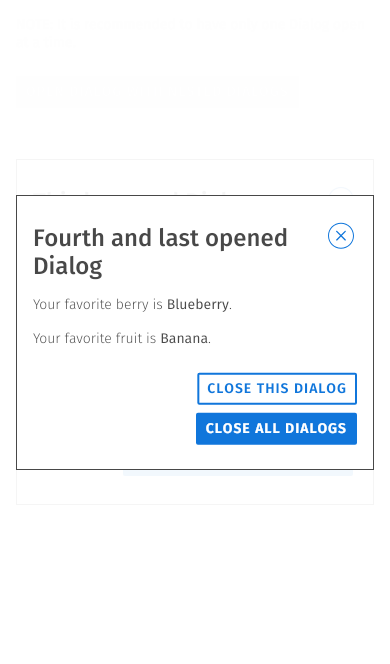 Fourth and last opened
Dialog
Your favorite berry is Blueberry.
Your favorite fruit is Banana.
CLOSE THIS DIALOG
CLOSE ALL DIALOGS